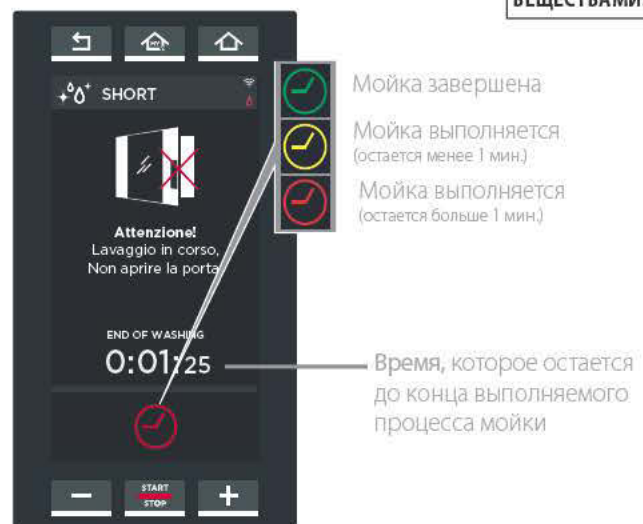 ВЕЩЕСТВАМИ
MY
SHORT
Attenzione!
Lavaggio in corso,
Non aprire la porta
END OF WASHING
0:01:25
START
STOP
Мойка завершена
Мойка выполняется
(остается менее 1 мин.)
Мойка выполняется
(остается больше 1 мин.)
Время, которое остается
до конца выполняемого
процесса мойки